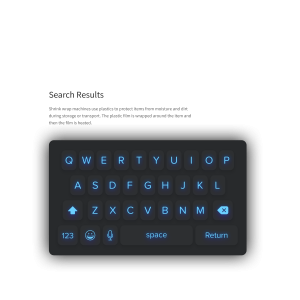 Search Results
Shrink wrap machines use plastics to protect items from moisture and dirt
during storage or transport. The plastic film is wrapped around the item and
then the film is heated.
Q W E R T Y U I O P
A S D F G H J K L
Z X C V B N M
123 space Return